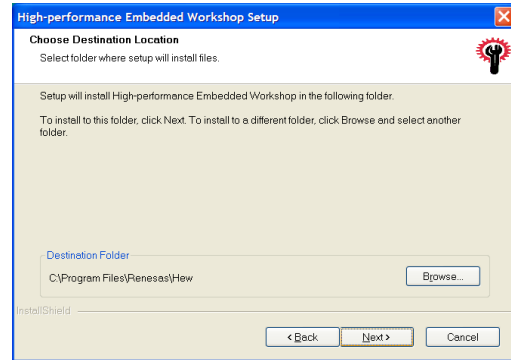 High-performance Embedded Workshop Setup
Choose Destination Location
Select folder where setup will install files.
Setup will install High-performance Embedded Workshop in the following folder.
To install to this folder, click Next. To install to a different folder, click Browse and select another
folder.
Destination Folder
C:\Program Files\Renesas\Hew
Browse...
InstallShield
< Back
Next >
Cancel